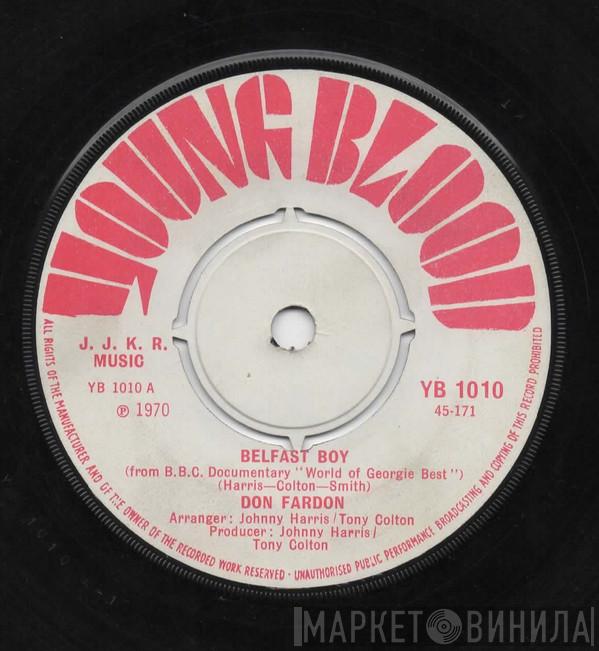 YOUNG BLOOD
J. J. K. R.
MUSIC
YB 1010 A
℗ 1970
YB 1010
45-171
BELFAST BOY
(from B.B.C. Documentary "World of Georgie Best")
(Harris—Colton—Smith)
DON FARDON
Arranger: Johnny Harris/Tony Colton
Producer: Johnny Harris/
Tony Colton
ALL RIGHTS OF THE MANUFACTURER AND OF THE OWNER OF THE RECORDED WORK RESERVED · UNAUTHORISED PUBLIC PERFORMANCE BROADCASTING AND COPYING OF THIS RECORD PROHIBITED
МАРКЕТ ВИНИЛА